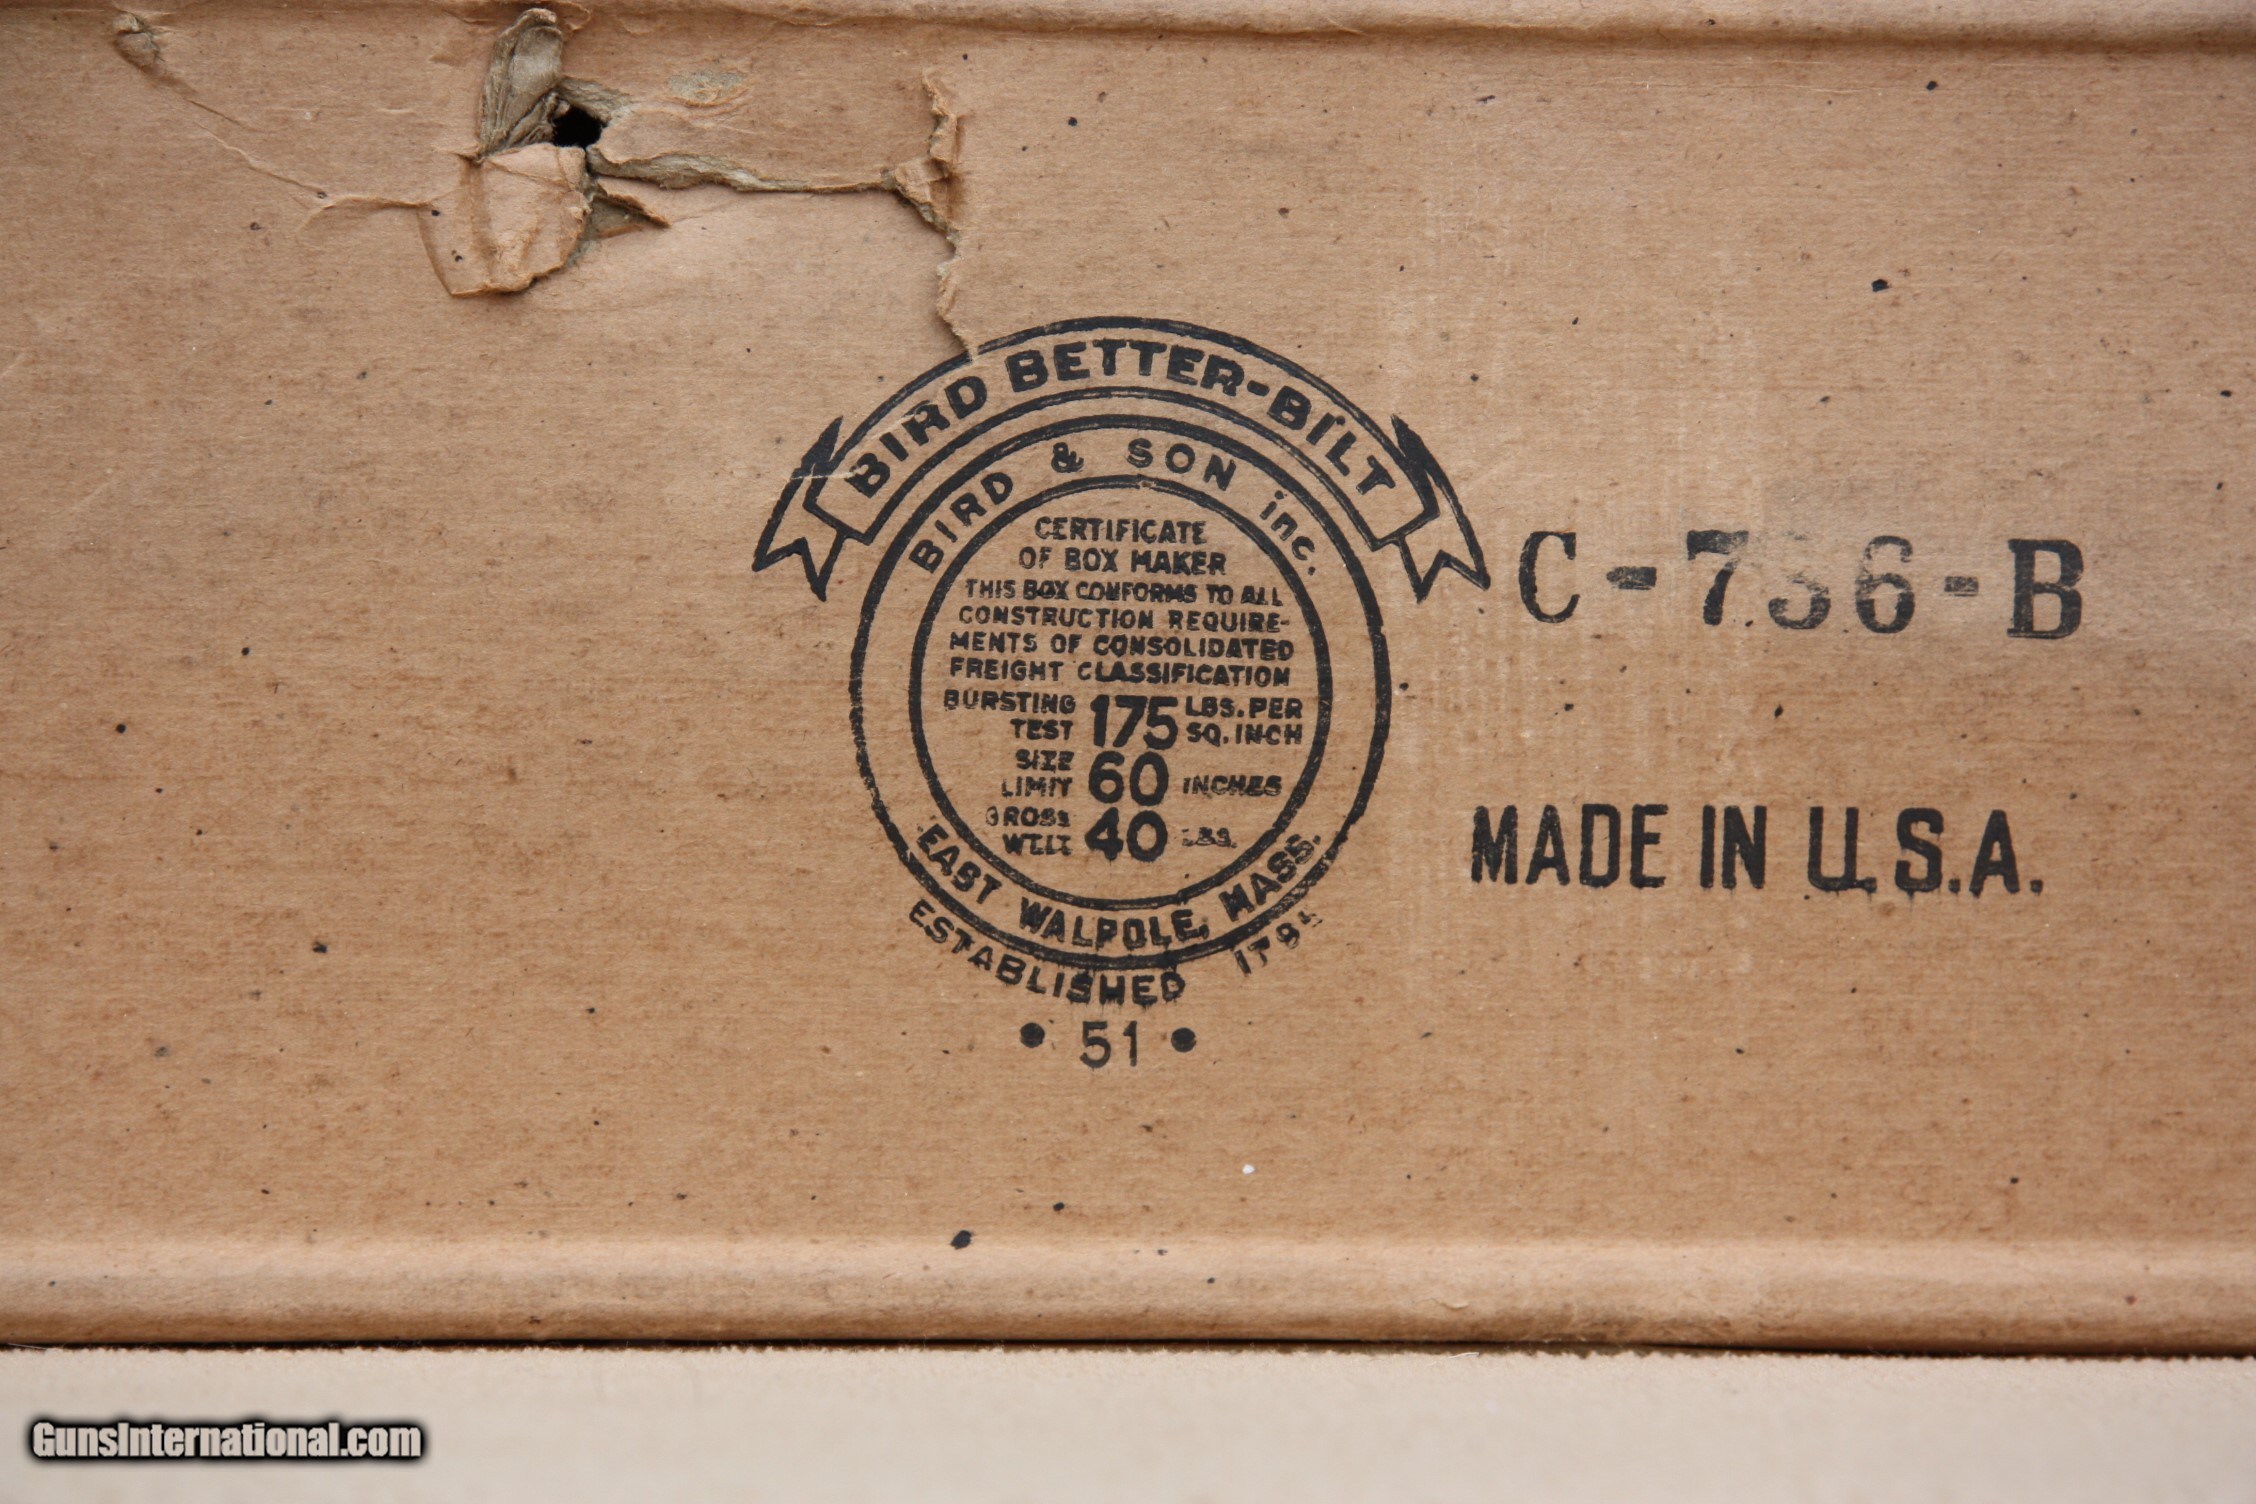 BIRD BETTER-BILT
BIRD & SON inc.
CERTIFICATE
OF BOX MAKER
THIS BOX CONFORMS TO ALL
CONSTRUCTION REQUIRE-
MENTS OF CONSOLIDATED
FREIGHT CLASSIFICATION
BURSTING TEST 175 LBS. PER SQ. INCH
SIZE LIMIT 60 INCHES
GROSS 40 LBS.
EAST WALPOLE, MASS.
ESTABLISHED 1795
• 51 •
C-736-B
MADE IN U.S.A.
GunsInternational.com